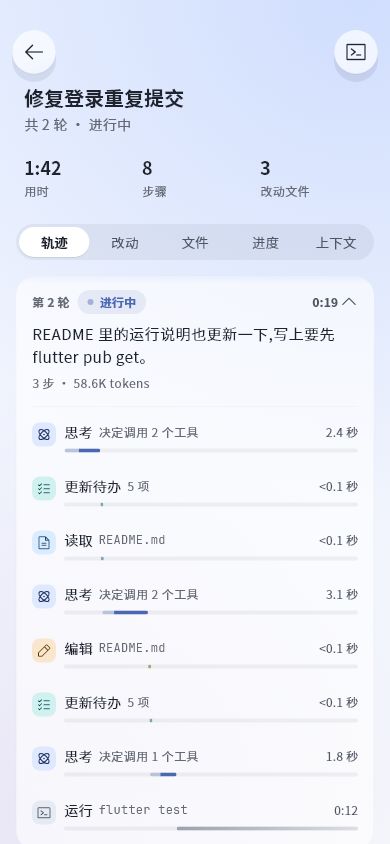 修复登录重复提交
共 2 轮 · 进行中
1:42 8 3
用时 步骤 改动文件
轨迹 改动 文件 进度 上下文
第 2 轮 进行中 0:19
README 里的运行说明也更新一下,写上要先
flutter pub get。
3 步 · 58.6K tokens
思考 决定调用 2 个工具 2.4 秒
更新待办 5 项 <0.1 秒
读取 README.md <0.1 秒
思考 决定调用 2 个工具 3.1 秒
编辑 README.md <0.1 秒
更新待办 5 项 <0.1 秒
思考 决定调用 1 个工具 1.8 秒
运行 flutter test 0:12